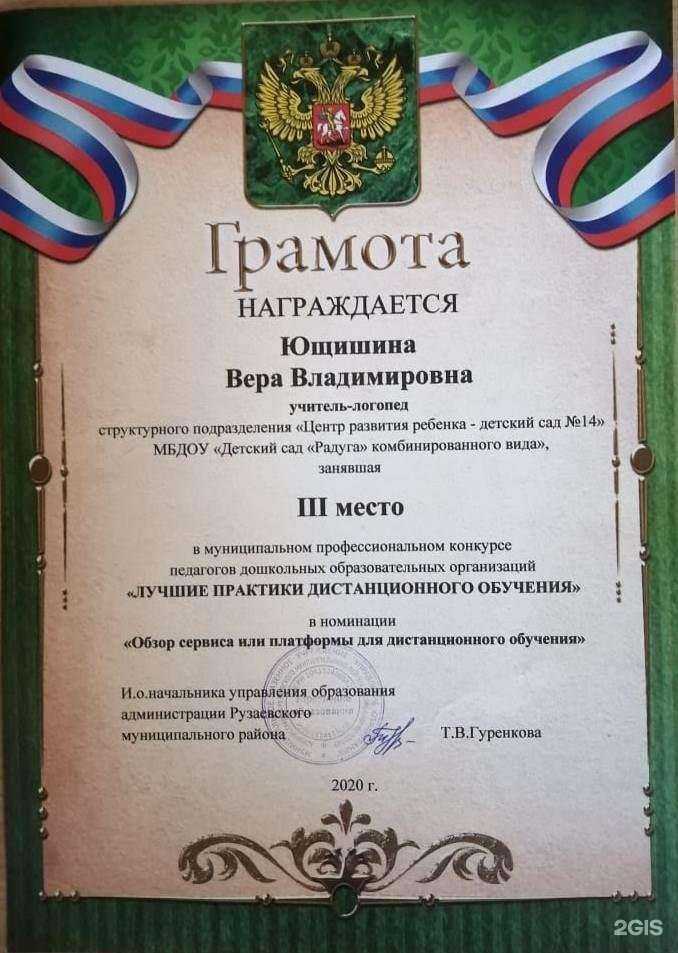 Грамота
НАГРАЖДАЕТСЯ
Ющишина
Вера Владимировна
учитель-логопед
структурного подразделения «Центр развития ребенка - детский сад №14»
МБДОУ «Детский сад «Радуга» комбинированного вида»,
занявшая
III место
в муниципальном профессиональном конкурсе
педагогов дошкольных образовательных организаций
«ЛУЧШИЕ ПРАКТИКИ ДИСТАНЦИОННОГО ОБУЧЕНИЯ»
в номинации
«Обзор сервиса или платформы для дистанционного обучения»
И.о.начальника управления образования
администрации Рузаевского
муниципального района
Т.В.Гуренкова
2020 г.
2GIS